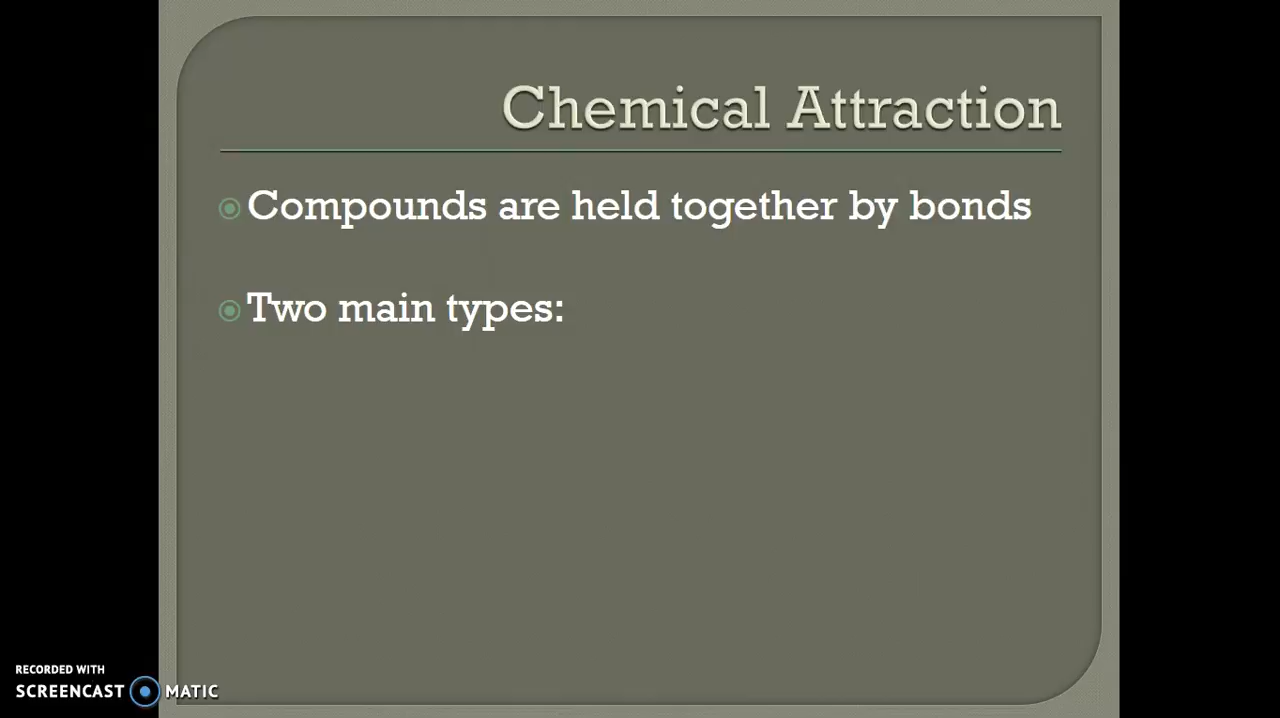 Chemical Attraction
Compounds are held together by bonds
Two main types:
RECORDED WITH
SCREENCAST MATIC